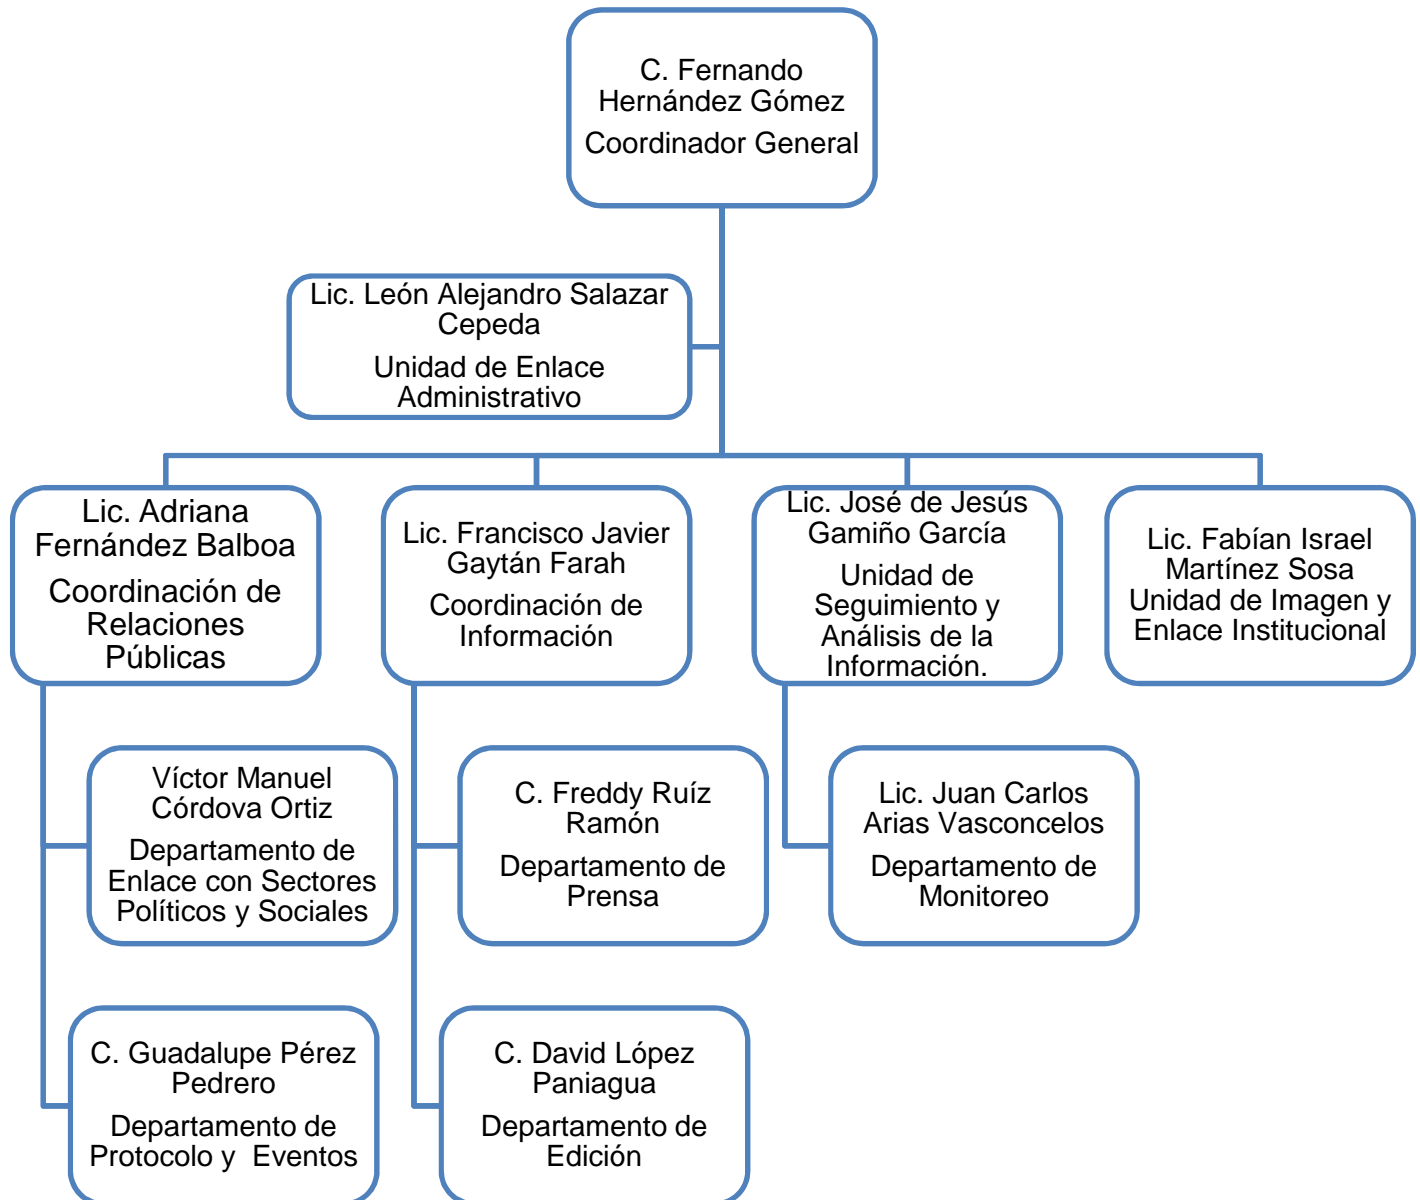 C. Fernando
Hernández Gómez
Coordinador General
Lic. León Alejandro Salazar
Cepeda
Unidad de Enlace
Administrativo
Lic. Adriana
Fernández Balboa
Coordinación de
Relaciones
Públicas
Lic. Francisco Javier
Gaytán Farah
Coordinación de
Información
Lic. José de Jesús
Gamiño García
Unidad de
Seguimiento y
Análisis de la
Información.
Lic. Fabían Israel
Martínez Sosa
Unidad de Imagen y
Enlace Institucional
Víctor Manuel
Córdova Ortiz
Departamento de
Enlace con Sectores
Políticos y Sociales
C. Freddy Ruíz
Ramón
Departamento de
Prensa
Lic. Juan Carlos
Arias Vasconcelos
Departamento de
Monitoreo
C. Guadalupe Pérez
Pedrero
Departamento de
Protocolo y  Eventos
C. David López
Paniagua
Departamento de
Edición